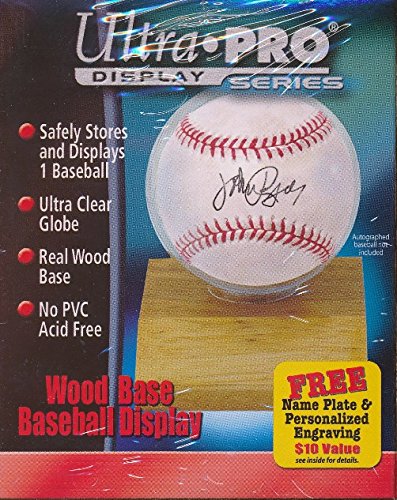 Ultra•PRO®
DISPLAY SERIES
• Safely Stores
and Displays
1 Baseball
• Ultra Clear
Globe
• Real Wood
Base
• No PVC
Acid Free
Autographed
baseball not
included
Wood Base
Baseball Display
FREE
Name Plate &
Personalized
Engraving
$10 Value
see inside for details.